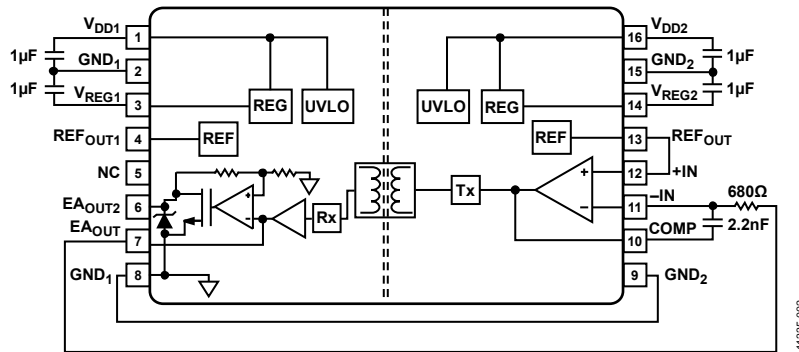 VDD1
1
1µF
GND1
2
1µF
VREG1
3
REG
UVLO
REFOUT1
4
REF
NC
5
EAOUT2
6
EAOUT
7
GND1
8
+
−
Rx
Tx
UVLO
REG
REF
+
−
16
VDD2
1µF
15
GND2
1µF
14
VREG2
13
REFOUT
12
+IN
11
−IN
680Ω
2.2nF
10
COMP
9
GND2